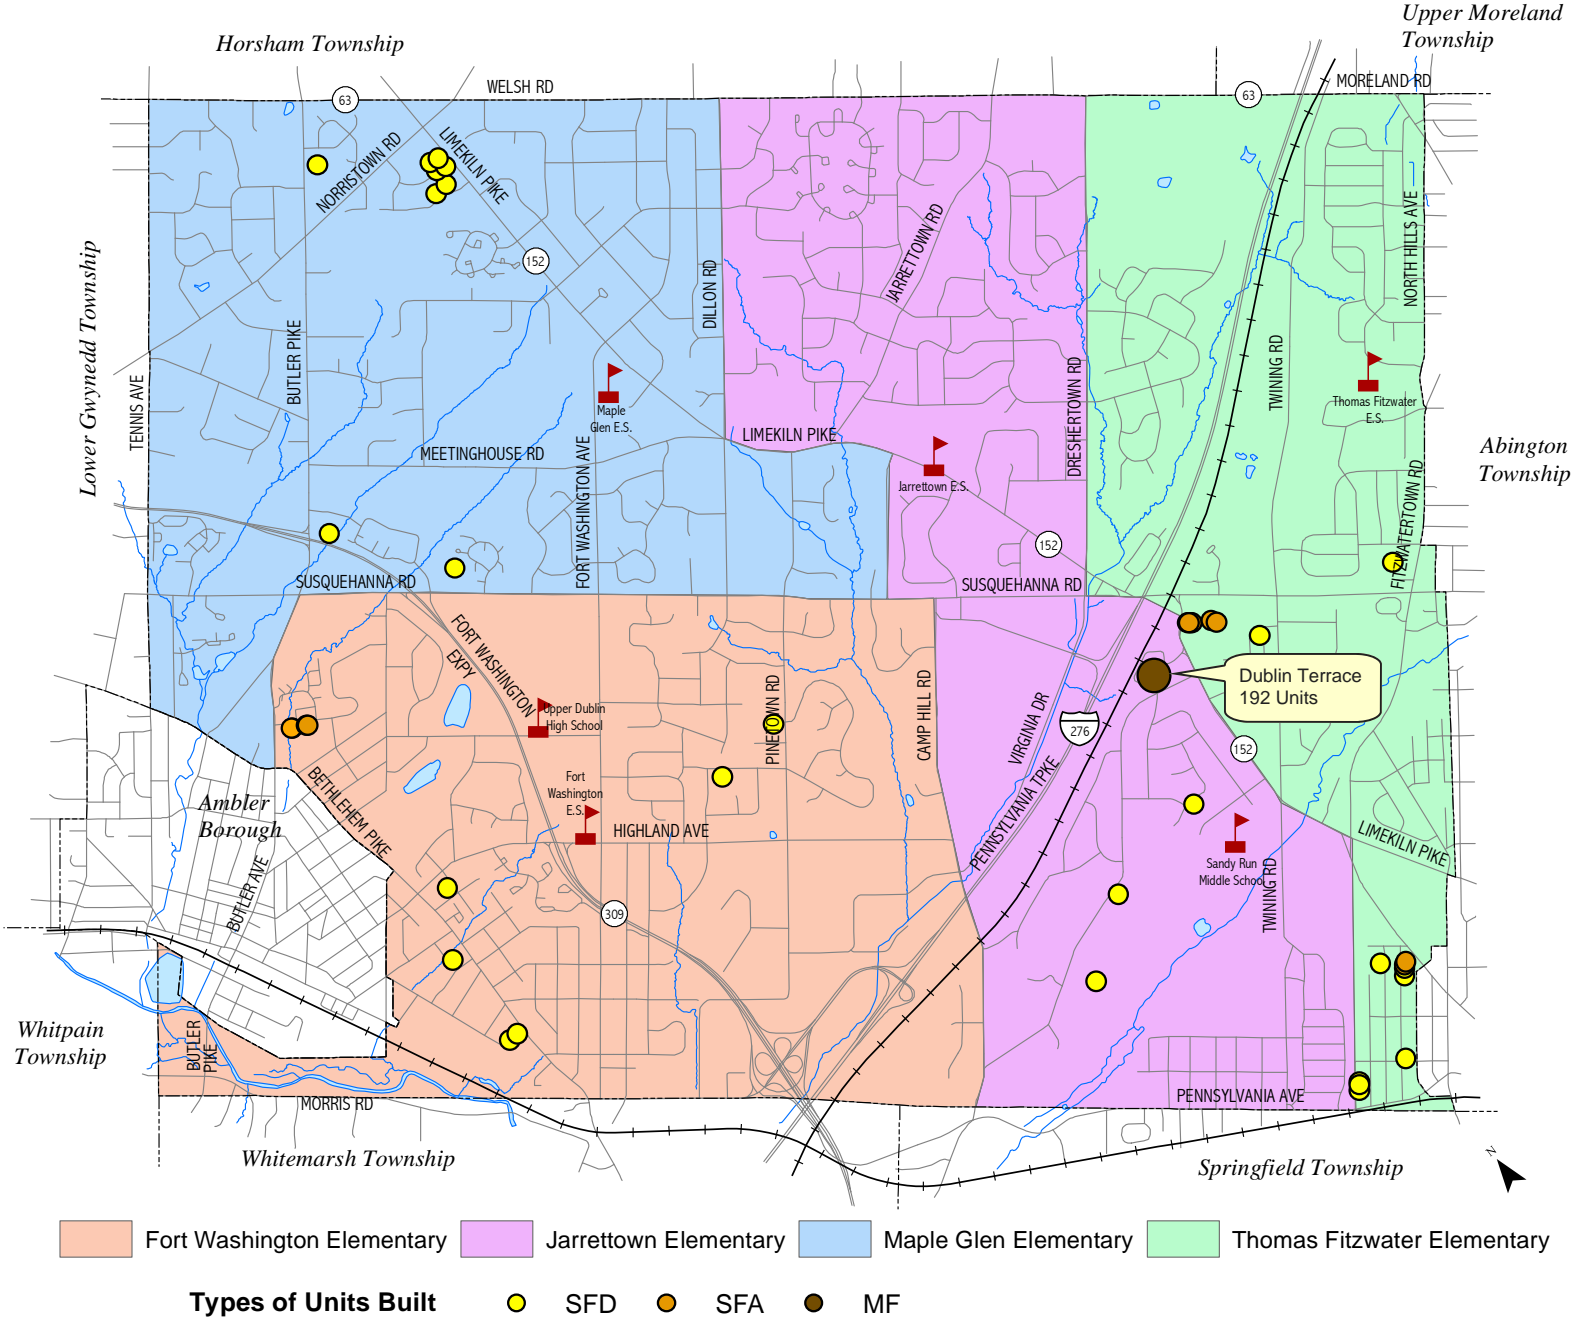 Upper Moreland
Township
Horsham Township
WELSH RD
MORELAND RD
63
63
NORRISTOWN RD
LIMEKILN PIKE
NORTH HILLS AVE
JARRETTOWN RD
152
DILLON RD
Lower Gwynedd Township
BUTLER PIKE
TENNIS AVE
TWINING RD
DRESHERTOWN RD
Maple
Glen E.S.
Thomas Fitzwater
E.S.
LIMEKILN PIKE
MEETINGHOUSE RD
FORT WASHINGTON AVE
Jarrettown E.S.
Abington
Township
FITZWATERTOWN RD
152
SUSQUEHANNA RD
SUSQUEHANNA RD
FORT WASHINGTON
EXPY
Dublin Terrace
192 Units
PINETOWN RD
CAMP HILL RD
VIRGINIA DR
Upper Dublin
High School
276
152
Fort
Washington
E.S.
BETHLEHEM PIKE
Ambler
Borough
HIGHLAND AVE
PENNSYLVANIA TPKE
LIMEKILN PIKE
BUTLER AVE
Sandy Run
Middle School
TWINING RD
309
Whitpain
Township
BUTLER
PIKE
MORRIS RD
PENNSYLVANIA AVE
Whitemarsh Township
Springfield Township
N
Fort Washington Elementary
Jarrettown Elementary
Maple Glen Elementary
Thomas Fitzwater Elementary
Types of Units Built
SFD
SFA
MF